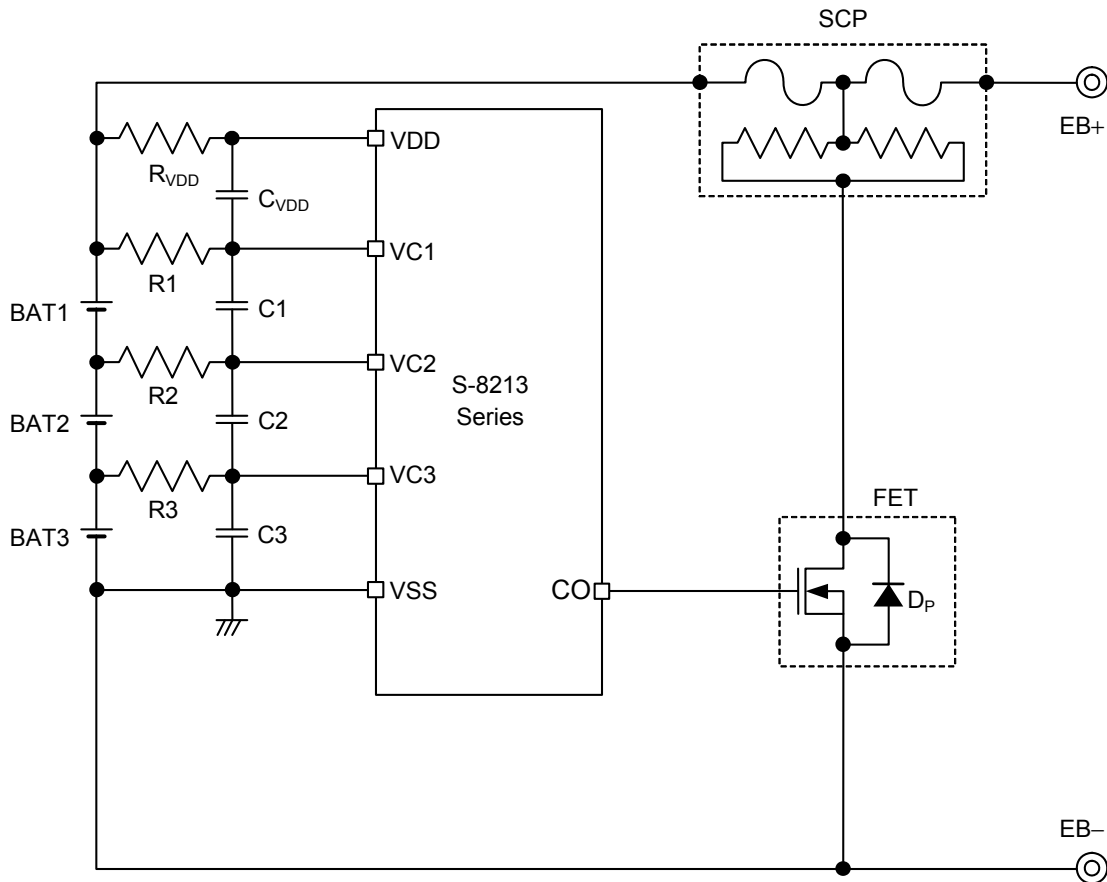 SCP
EB+
VDD
RVDD
CVDD
VC1
R1
BAT1
C1
VC2
S-8213
Series
R2
BAT2
C2
VC3
R3
FET
BAT3
C3
VSS
CO
DP
EB−